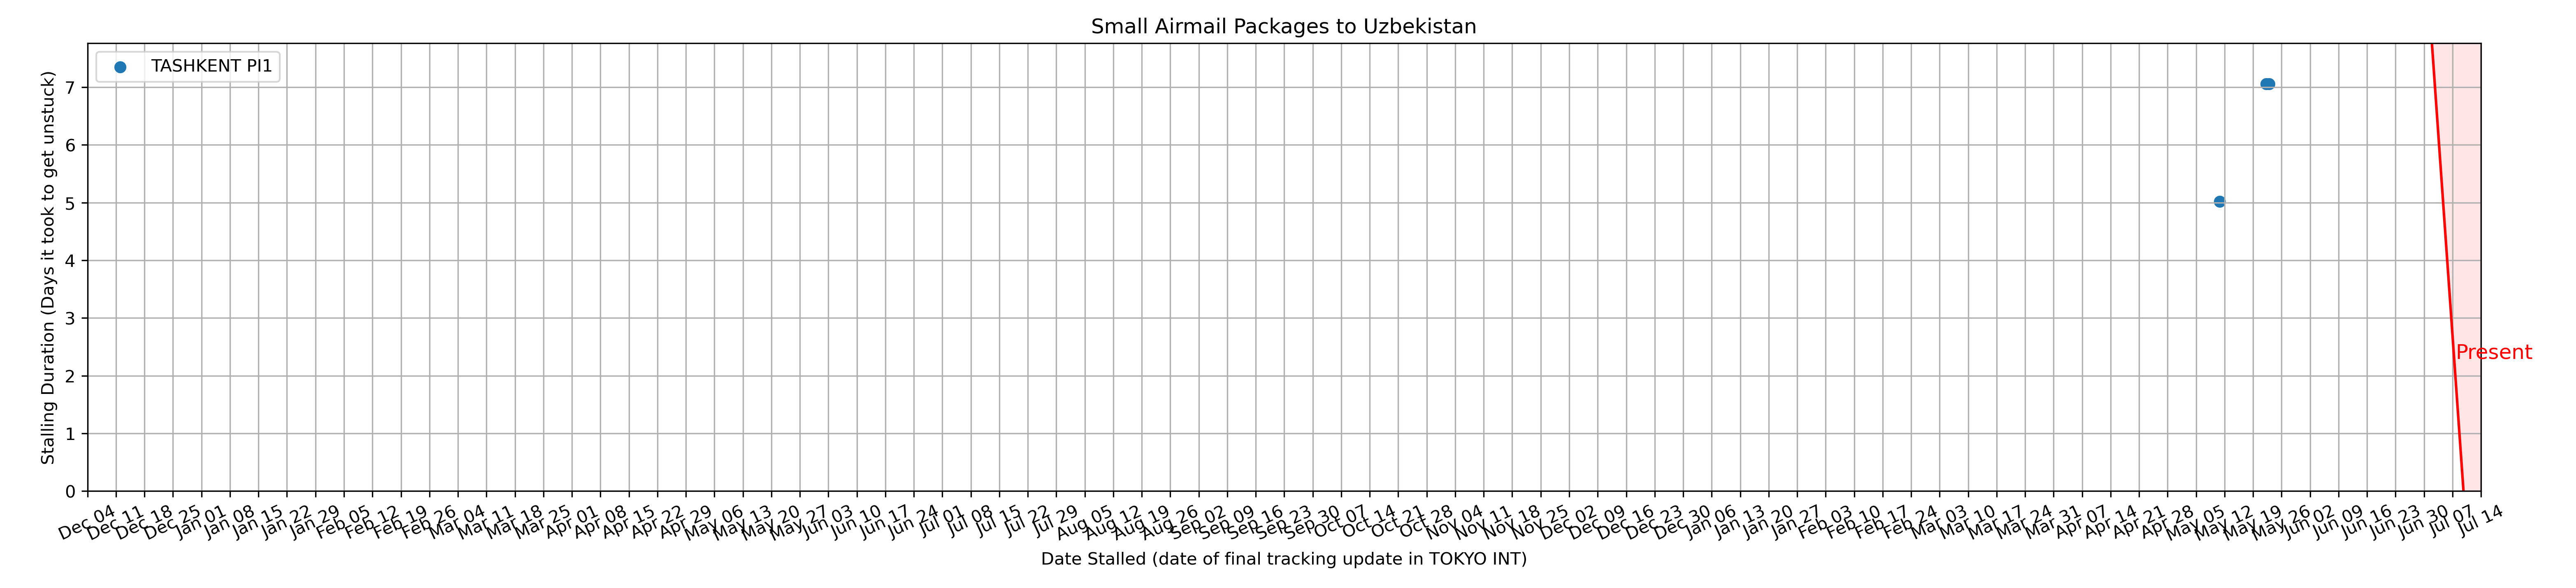 Small Airmail Packages to Uzbekistan
TASHKENT PI1
Stalling Duration (Days it took to get unstuck)
7
6
5
4
3
2
1
0
Present
Dec 04
Dec 11
Dec 18
Dec 25
Jan 01
Jan 08
Jan 15
Jan 22
Jan 29
Feb 05
Feb 12
Feb 19
Feb 26
Mar 04
Mar 11
Mar 18
Mar 25
Apr 01
Apr 08
Apr 15
Apr 22
Apr 29
May 06
May 13
May 20
May 27
Jun 03
Jun 10
Jun 17
Jun 24
Jul 01
Jul 08
Jul 15
Jul 22
Jul 29
Aug 05
Aug 12
Aug 19
Aug 26
Sep 02
Sep 09
Sep 16
Sep 23
Sep 30
Oct 07
Oct 14
Oct 21
Oct 28
Nov 04
Nov 11
Nov 18
Nov 25
Dec 02
Dec 09
Dec 16
Dec 23
Dec 30
Jan 06
Jan 13
Jan 20
Jan 27
Feb 03
Feb 10
Feb 17
Feb 24
Mar 03
Mar 10
Mar 17
Mar 24
Mar 31
Apr 07
Apr 14
Apr 21
Apr 28
May 05
May 12
May 19
May 26
Jun 02
Jun 09
Jun 16
Jun 23
Jun 30
Jul 07
Jul 14
Date Stalled (date of final tracking update in TOKYO INT)